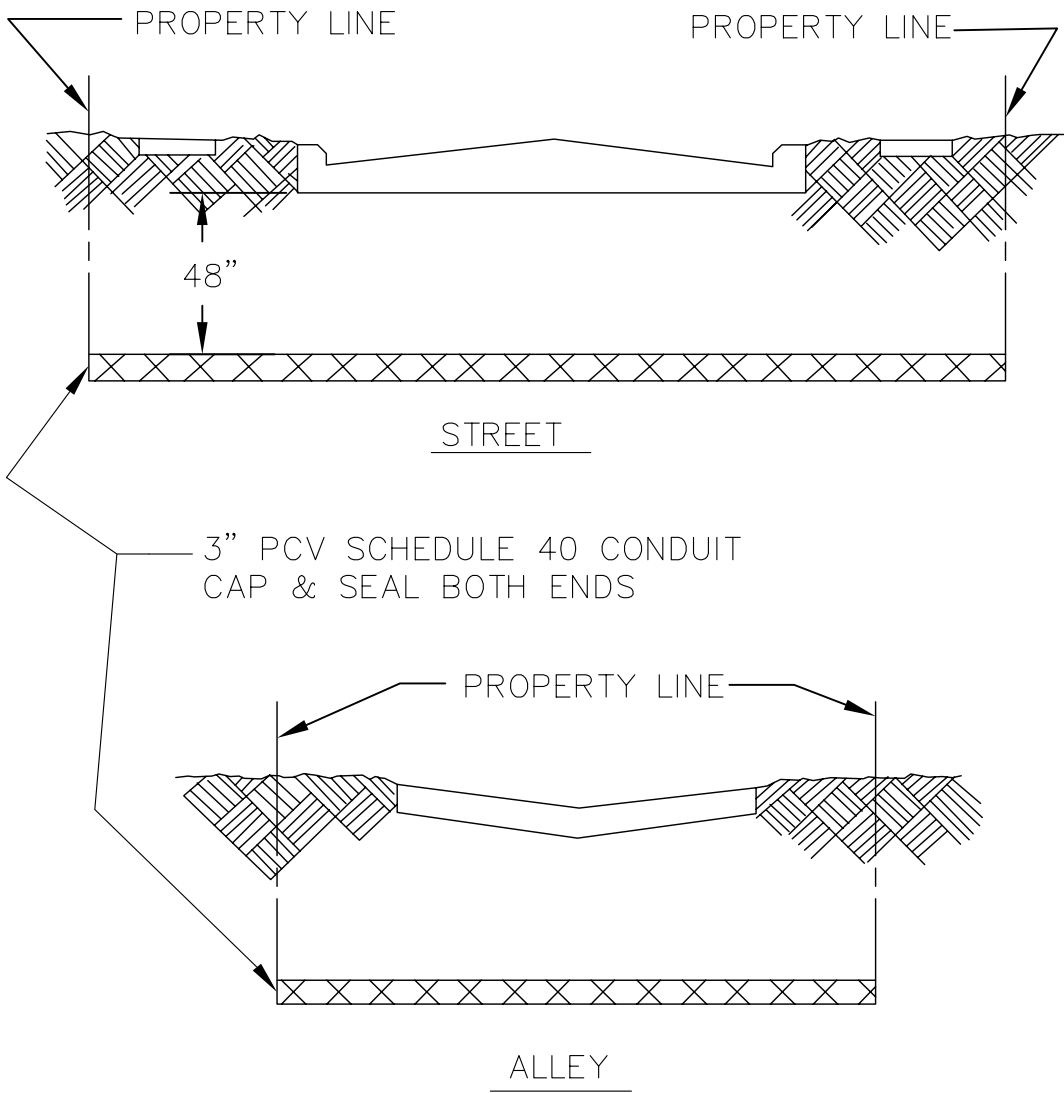 PROPERTY LINE
PROPERTY LINE
48”
STREET
3” PCV SCHEDULE 40 CONDUIT
CAP & SEAL BOTH ENDS
PROPERTY LINE
ALLEY